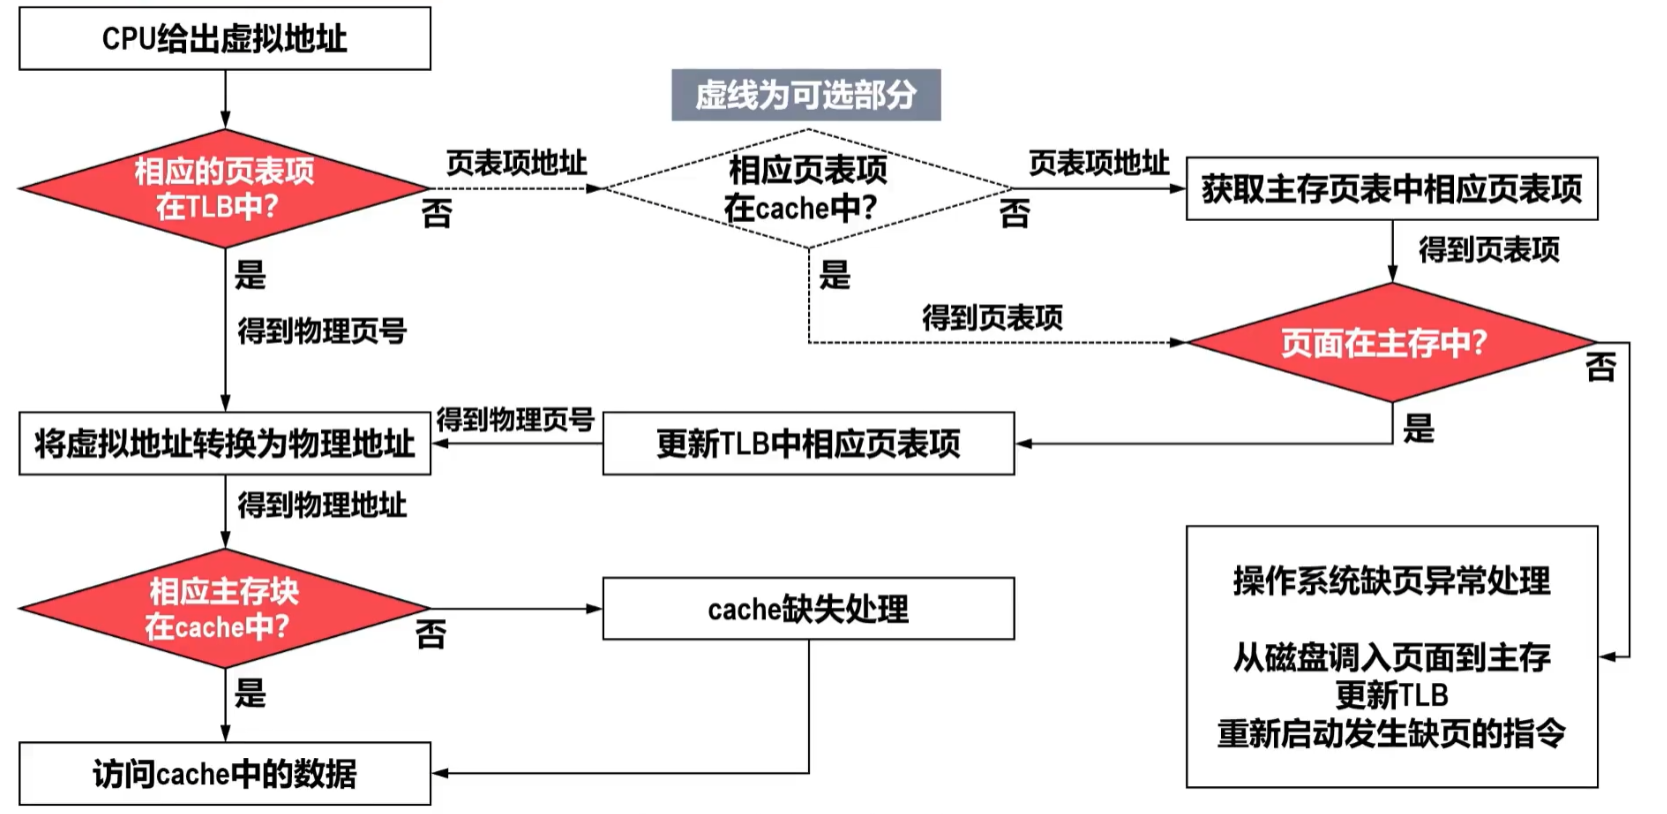 CPU给出虚拟地址
虚线为可选部分
相应的页表项
在TLB中?
页表项地址
否
相应页表项
在cache中?
页表项地址
否
获取主存页表中相应页表项
是
得到物理页号
是
得到页表项
得到页表项
页面在主存中?
否
是
将虚拟地址转换为物理地址
得到物理页号
更新TLB中相应页表项
得到物理地址
相应主存块
在cache中?
否
cache缺失处理
是
访问cache中的数据
操作系统缺页异常处理
从磁盘调入页面到主存
更新TLB
重新启动发生缺页的指令